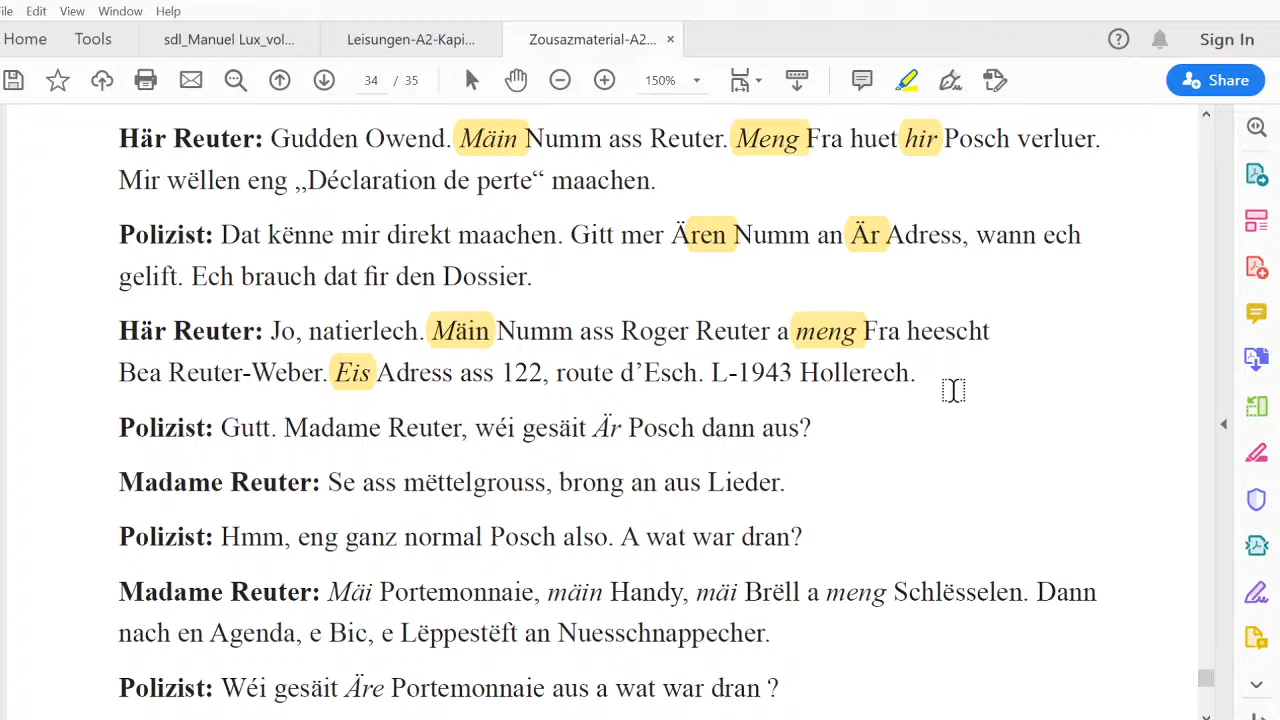 File Edit View Window Help
Home Tools sdl_Manuel Lux_vol... Leisungen-A2-Kapi... Zousazmaterial-A2... × Sign In
34 / 35 150% Share
Här Reuter: Gudden Owend. Mäin Numm ass Reuter. Meng Fra huet hir Posch verluer.
Mir wëllen eng „Déclaration de perte“ maachen.
Polizist: Dat kënne mir direkt maachen. Gitt mer Ären Numm an Är Adress, wann ech
gelift. Ech brauch dat fir den Dossier.
Här Reuter: Jo, natierlech. Mäin Numm ass Roger Reuter a meng Fra heescht
Bea Reuter-Weber. Eis Adress ass 122, route d’Esch. L-1943 Hollerech.
Polizist: Gutt. Madame Reuter, wéi gesäit Är Posch dann aus?
Madame Reuter: Se ass mëttelgrouss, brong an aus Lieder.
Polizist: Hmm, eng ganz normal Posch also. A wat war dran?
Madame Reuter: Mäi Portemonnaie, mäin Handy, mäi Brëll a meng Schlësselen. Dann
nach en Agenda, e Bic, e Lëppestëft an Nuesschnappecher.
Polizist: Wéi gesäit Äre Portemonnaie aus a wat war dran ?